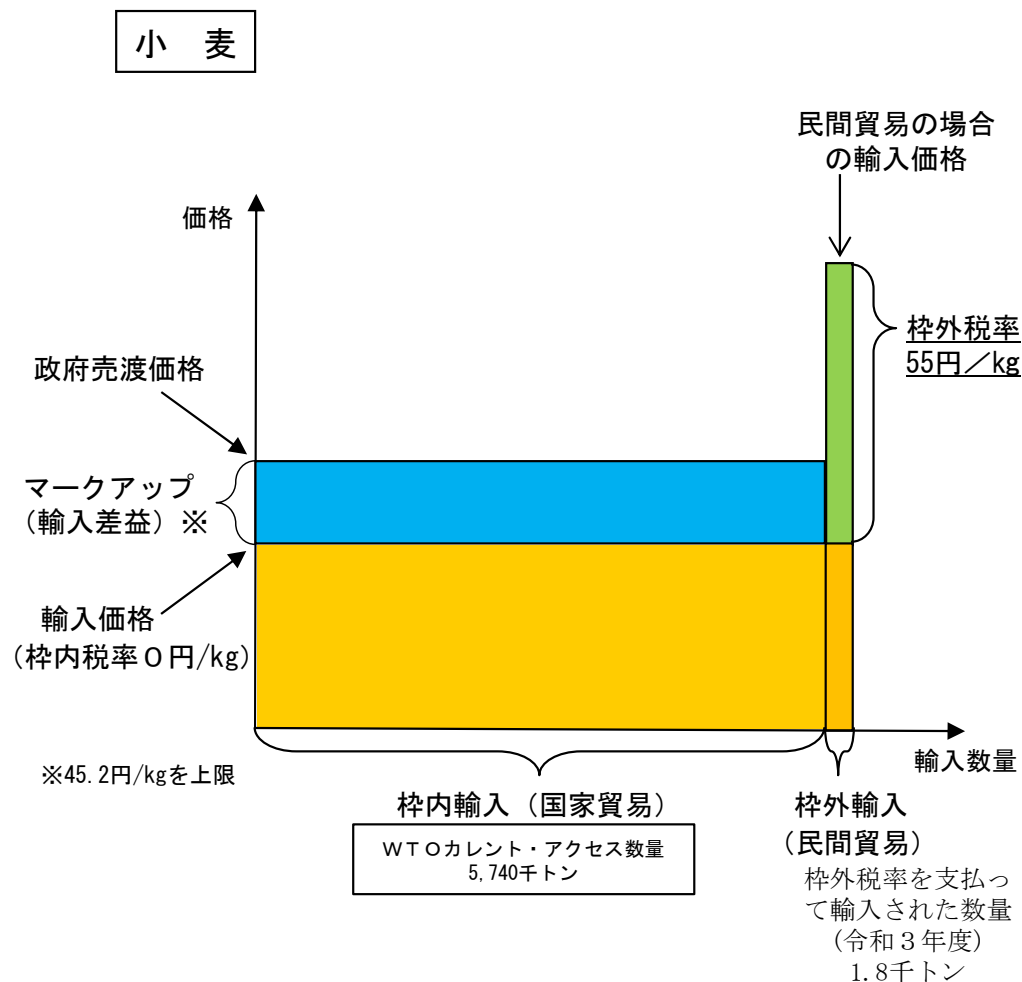 小　麦
民間貿易の場合
の輸入価格
価格
枠外税率
55円／kg
政府売渡価格
マークアップ
（輸入差益）※
輸入価格
（枠内税率０円/kg）
輸入数量
※45.2円/kgを上限
枠内輸入（国家貿易）
ＷＴＯカレント・アクセス数量
5,740千トン
枠外輸入
（民間貿易）
枠外税率を支払っ
て輸入された数量
（令和３年度）
1.8千トン